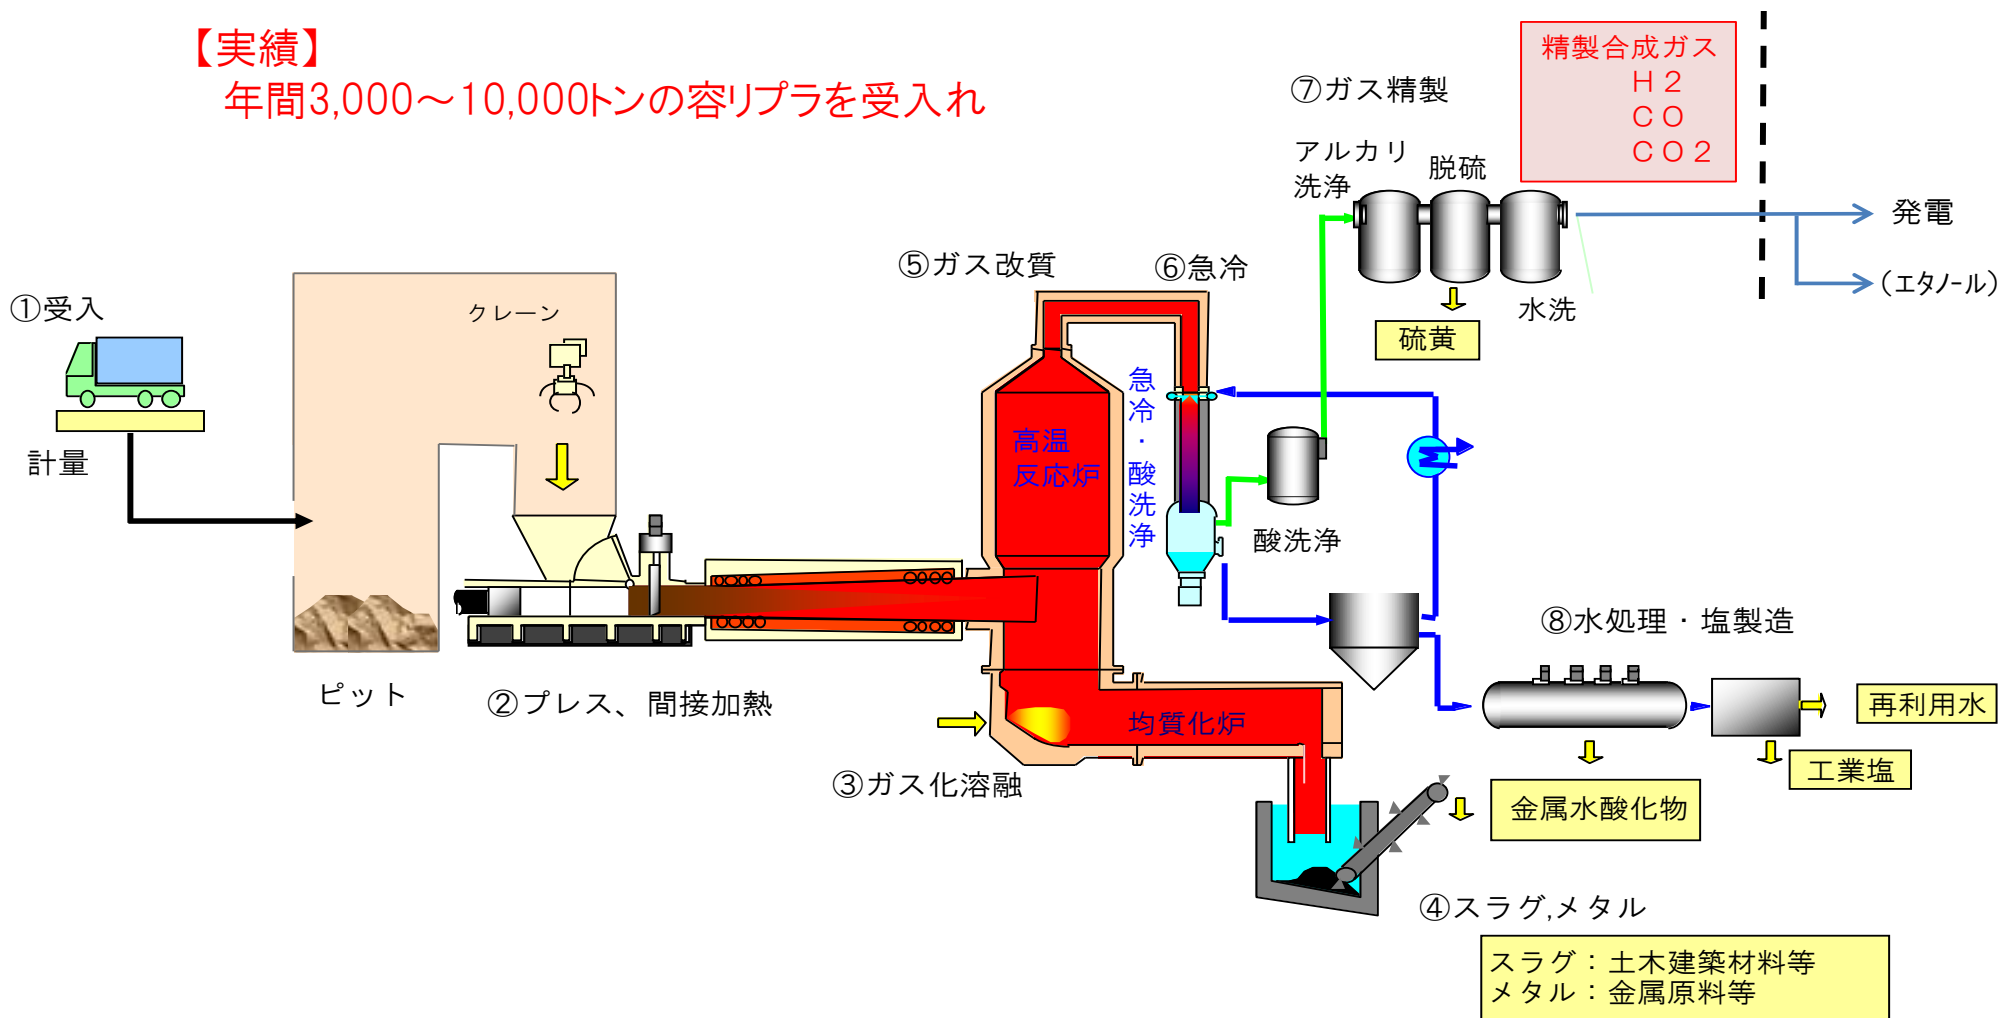 【実績】
年間3,000～10,000トンの容リプラを受入れ
精製合成ガス
Ｈ２
ＣＯ
ＣＯ２
⑦ガス精製
アルカリ
洗浄
脱硫
水洗
硫黄
発電
（エタノール）
①受入
計量
クレーン
ピット
②プレス、間接加熱
③ガス化溶融
⑤ガス改質
⑥急冷
高温
反応炉
急冷・酸洗浄
酸洗浄
均質化炉
⑧水処理・塩製造
再利用水
工業塩
金属水酸化物
④スラグ,メタル
スラグ：土木建築材料等
メタル：金属原料等